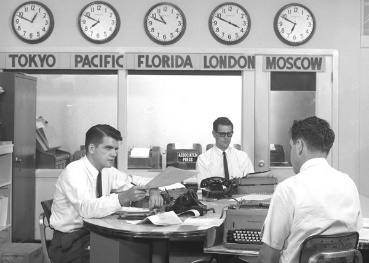 TOKYO PACIFIC FLORIDA LONDON MOSCOW
ASSOCIATED
PRESS